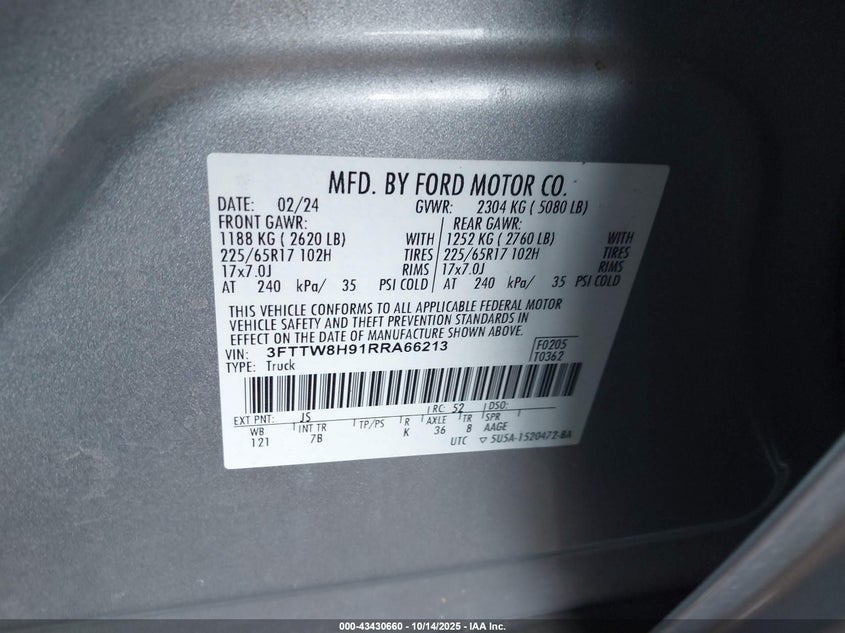 MFD. BY FORD MOTOR CO.
DATE: 02/24 GVWR: 2304 KG ( 5080 LB)
FRONT GAWR: REAR GAWR:
1188 KG ( 2620 LB) WITH 1252 KG ( 2760 LB) WITH
225/65R17 102H TIRES 225/65R17 102H TIRES
17x7.0J RIMS 17x7.0J RIMS
AT 240 kPa/ 35 PSI COLD AT 240 kPa/ 35 PSI COLD
THIS VEHICLE CONFORMS TO ALL APPLICABLE FEDERAL MOTOR
VEHICLE SAFETY AND THEFT PREVENTION STANDARDS IN
EFFECT ON THE DATE OF MANUFACTURE SHOWN ABOVE.
VIN: 3FTTW8H91RRA66213 F0205
TYPE: Truck T0362
EXT PNT: JS RC: 52 DSO:
WB INT TR TP/PS R AXLE TR SPR
121 7B K 36 8 AAGE
UTC ▽ 5U5A-1520472-BA
000-43430660 - 10/14/2025 - IAA Inc.